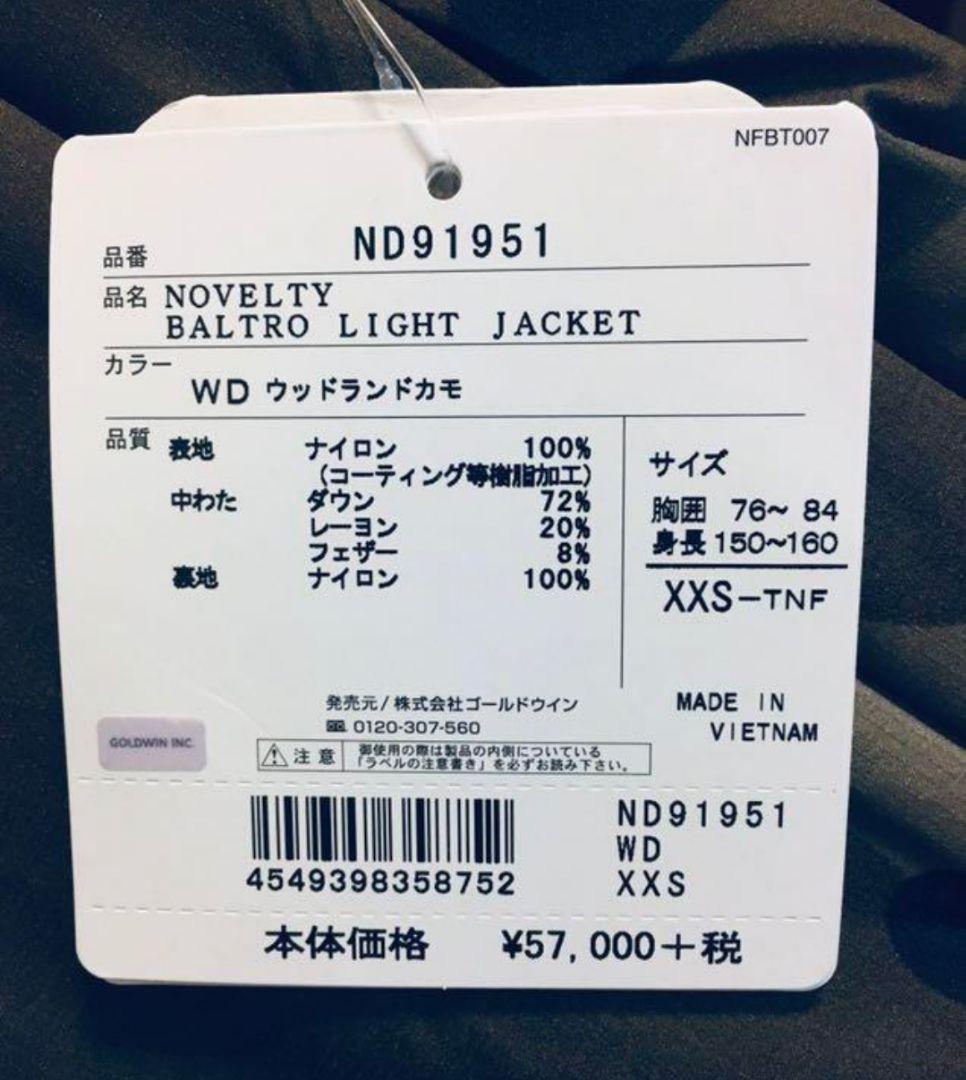 NFBT007
品番 ND91951
品名 NOVELTY
BALTRO LIGHT JACKET
カラー
WD ウッドランドカモ
品質 表地 ナイロン 100%
(コーティング等樹脂加工)
中わた ダウン 72%
レーヨン 20%
フェザー 8%
裏地 ナイロン 100%
サイズ
胸囲 76~ 84
身長 150~160
XXS-TNF
MADE IN
VIETNAM
発売元/株式会社ゴールドウイン
0120-307-560
GOLDWIN INC.
注意 御使用の際は製品の内側についている
「ラベルの注意書き」を必ずお読み下さい。
4549398358752
ND91951
WD
XXS
本体価格 ¥57,000+税